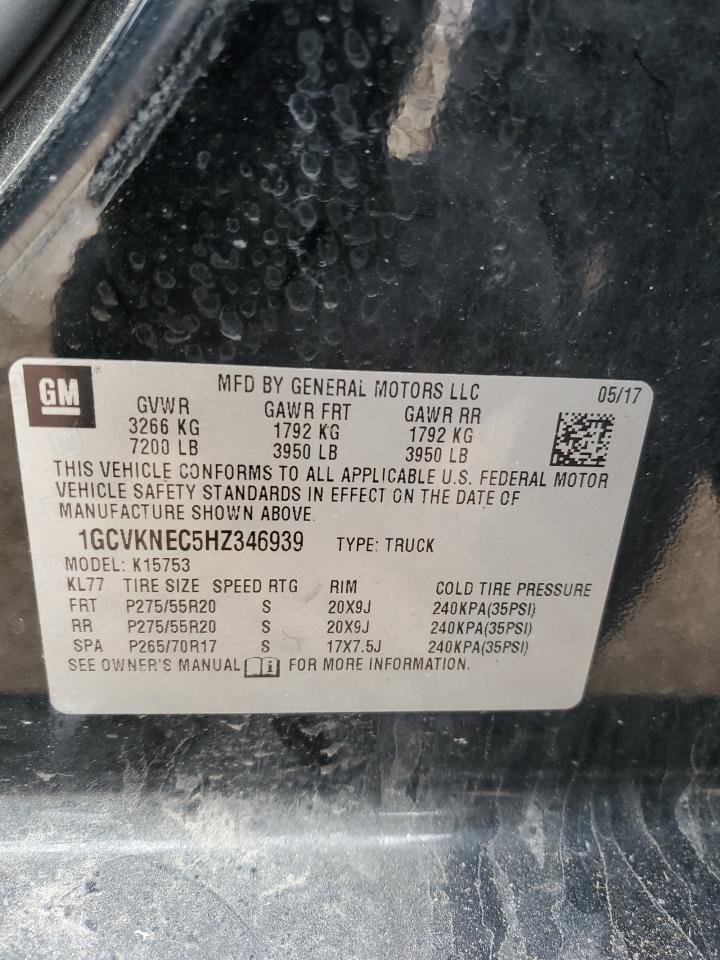 GM
MFD BY GENERAL MOTORS LLC 05/17
GVWR GAWR FRT GAWR RR
3266 KG 1792 KG 1792 KG
7200 LB 3950 LB 3950 LB
THIS VEHICLE CONFORMS TO ALL APPLICABLE U.S. FEDERAL MOTOR
VEHICLE SAFETY STANDARDS IN EFFECT ON THE DATE OF
MANUFACTURE SHOWN ABOVE.
1GCVKNEC5HZ346939 TYPE: TRUCK
MODEL: K15753
KL77 TIRE SIZE SPEED RTG RIM COLD TIRE PRESSURE
FRT P275/55R20 S 20X9J 240KPA(35PSI)
RR P275/55R20 S 20X9J 240KPA(35PSI)
SPA P265/70R17 S 17X7.5J 240KPA(35PSI)
SEE OWNER'S MANUAL FOR MORE INFORMATION.